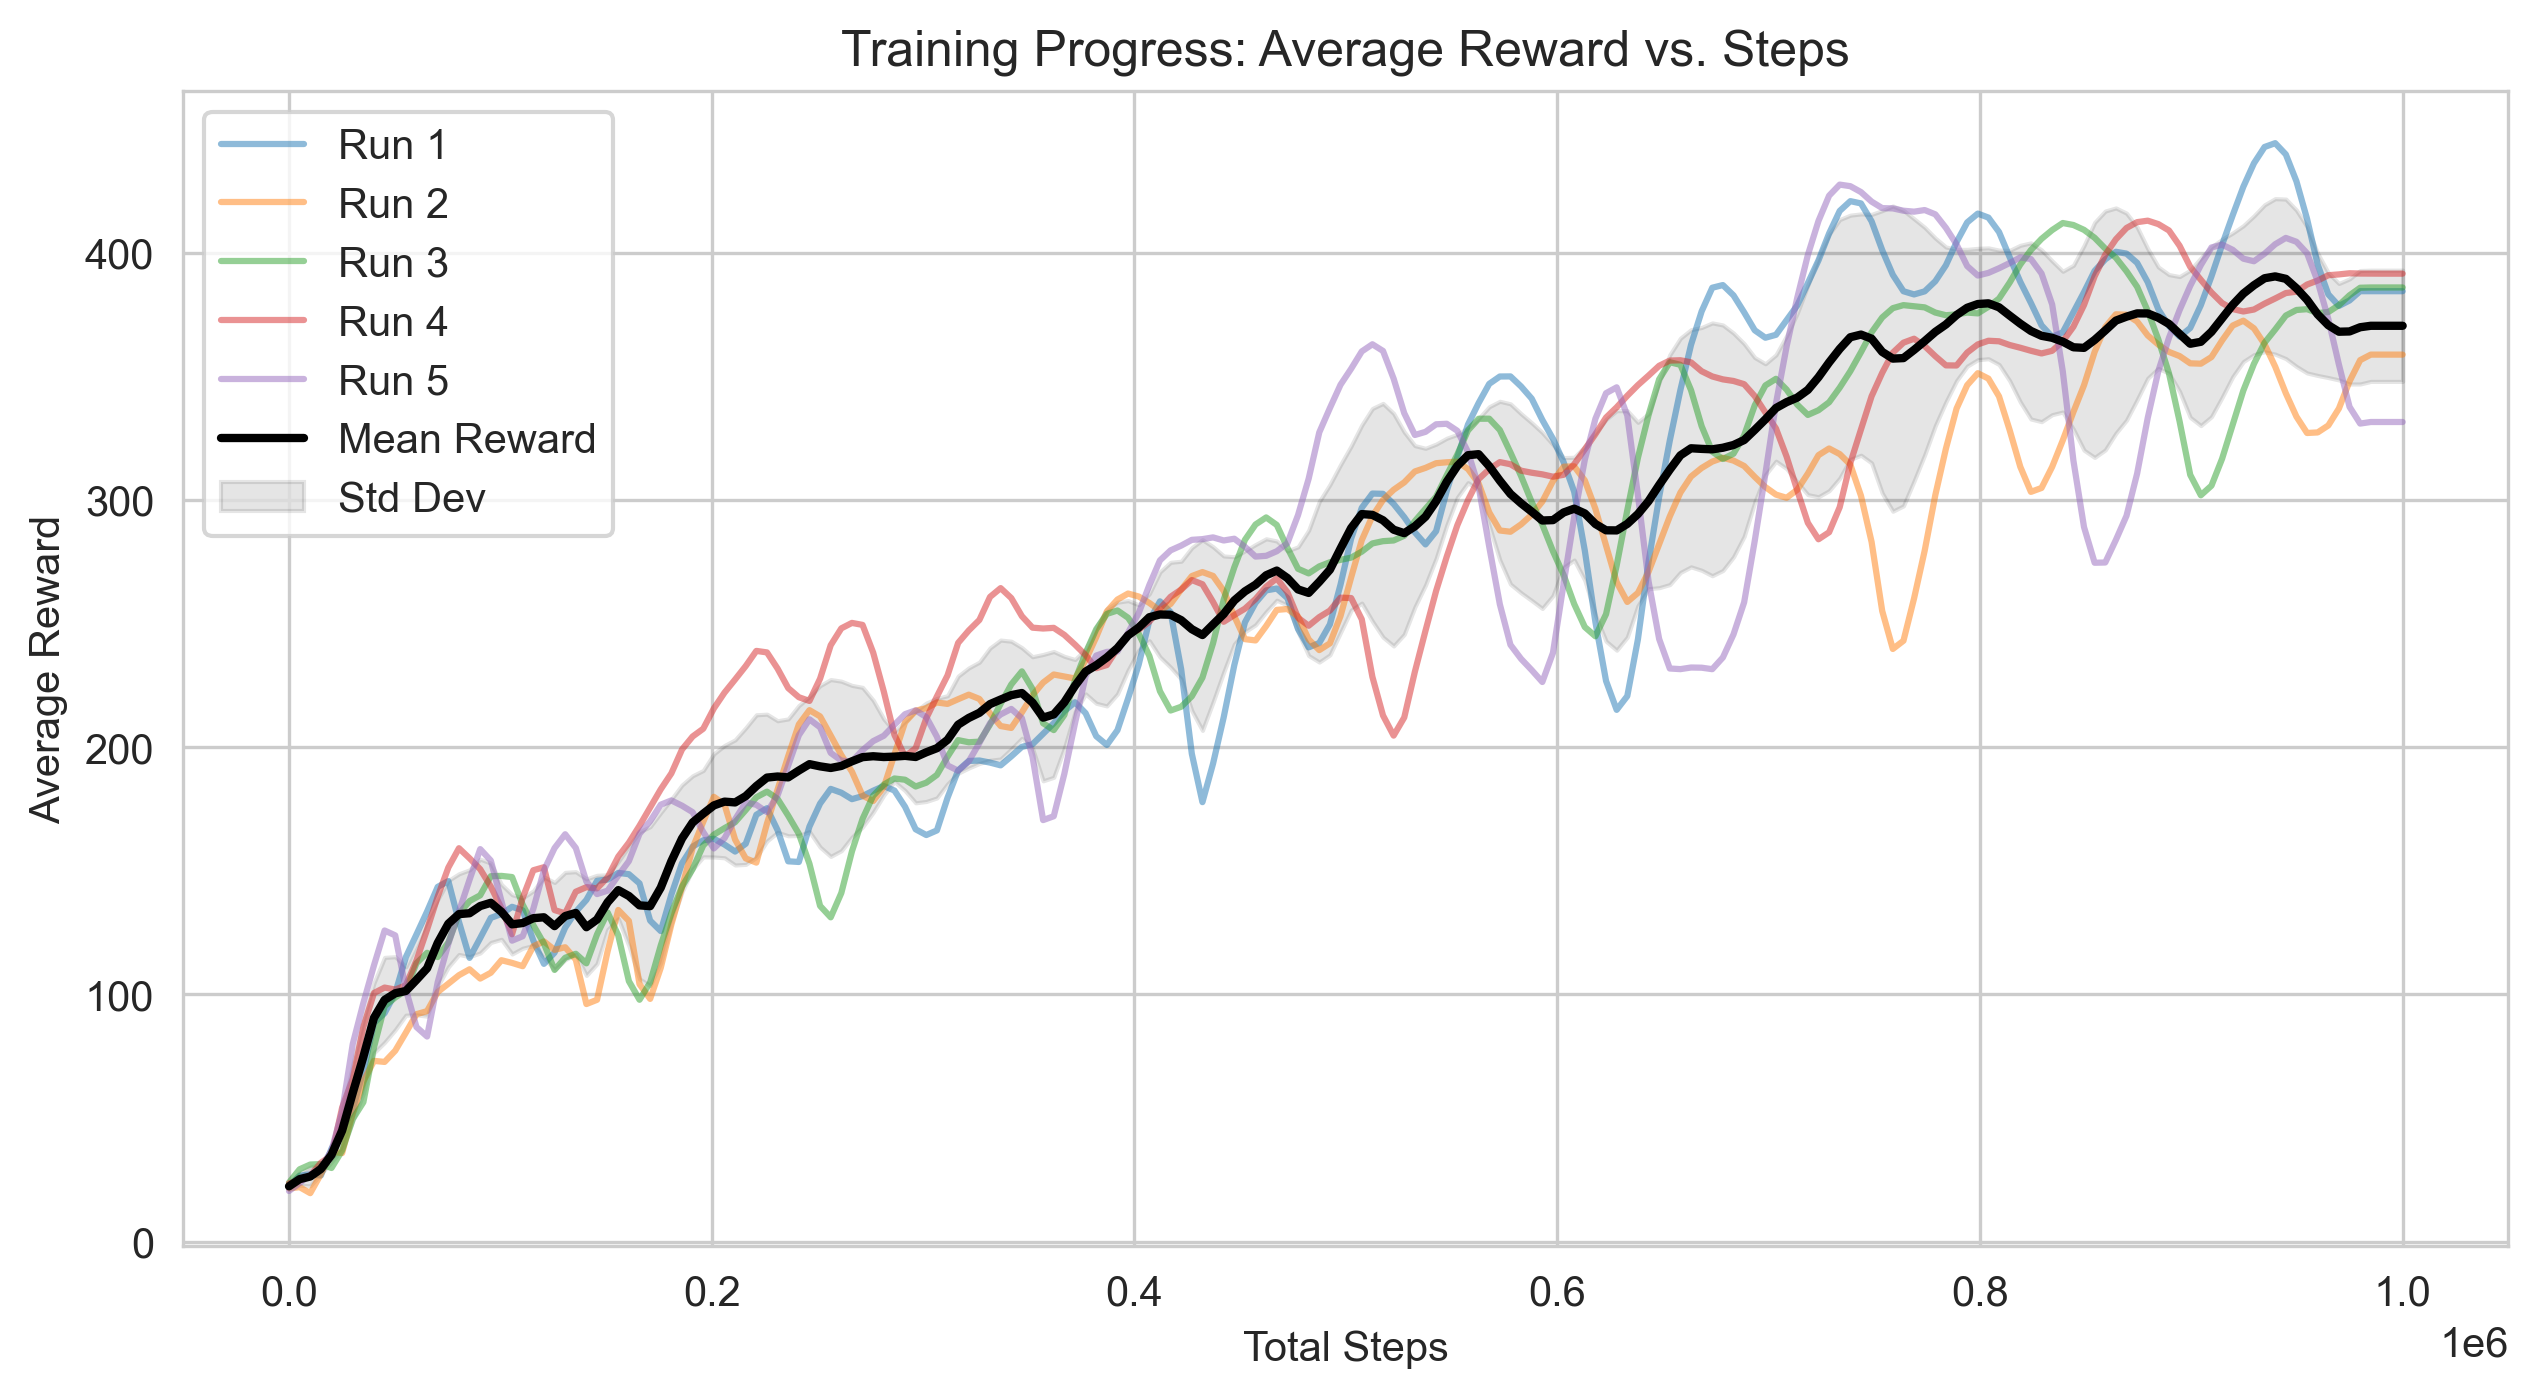 Training Progress: Average Reward vs. Steps
Run 1
Run 2
Run 3
Run 4
Run 5
Mean Reward
Std Dev
Average Reward
400
300
200
100
0
0.0 0.2 0.4 0.6 0.8 1.0
1e6
Total Steps